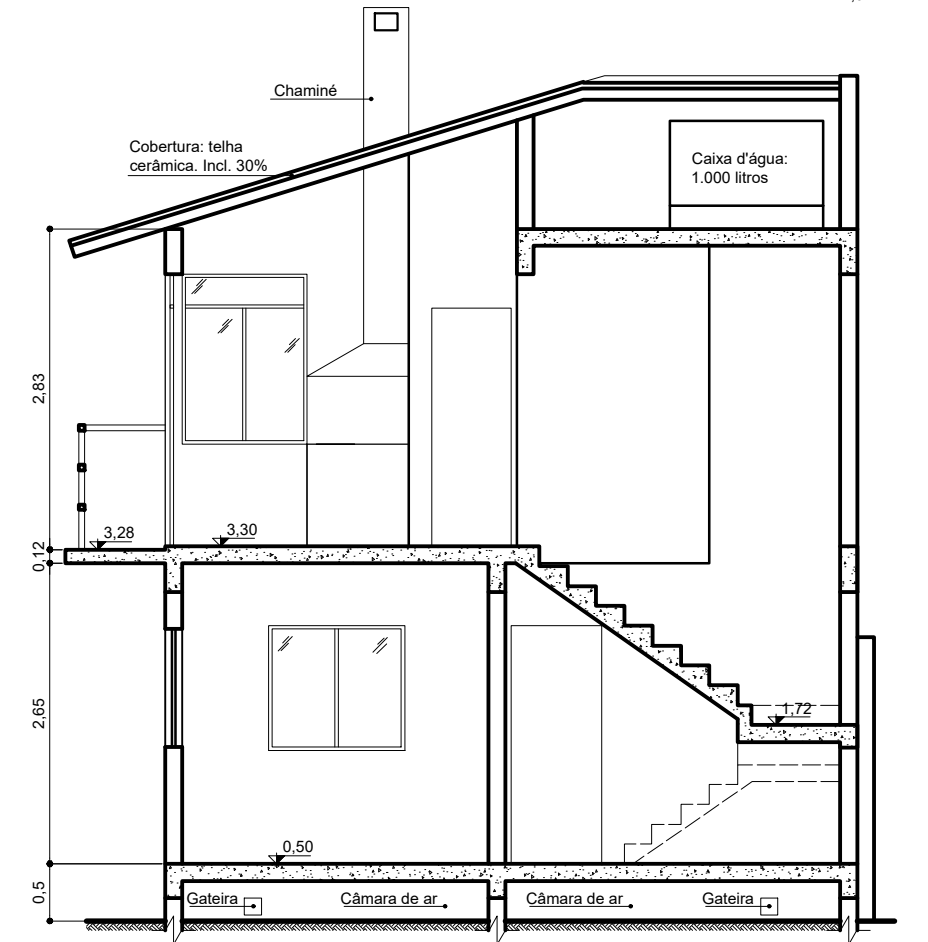 Chaminé
Cobertura: telha
cerâmica. Incl. 30%
Caixa d'água:
1.000 litros
2,83
3,28
3,30
0,12
2,65
1,72
0,50
0,5
Gateira
Câmara de ar
Câmara de ar
Gateira